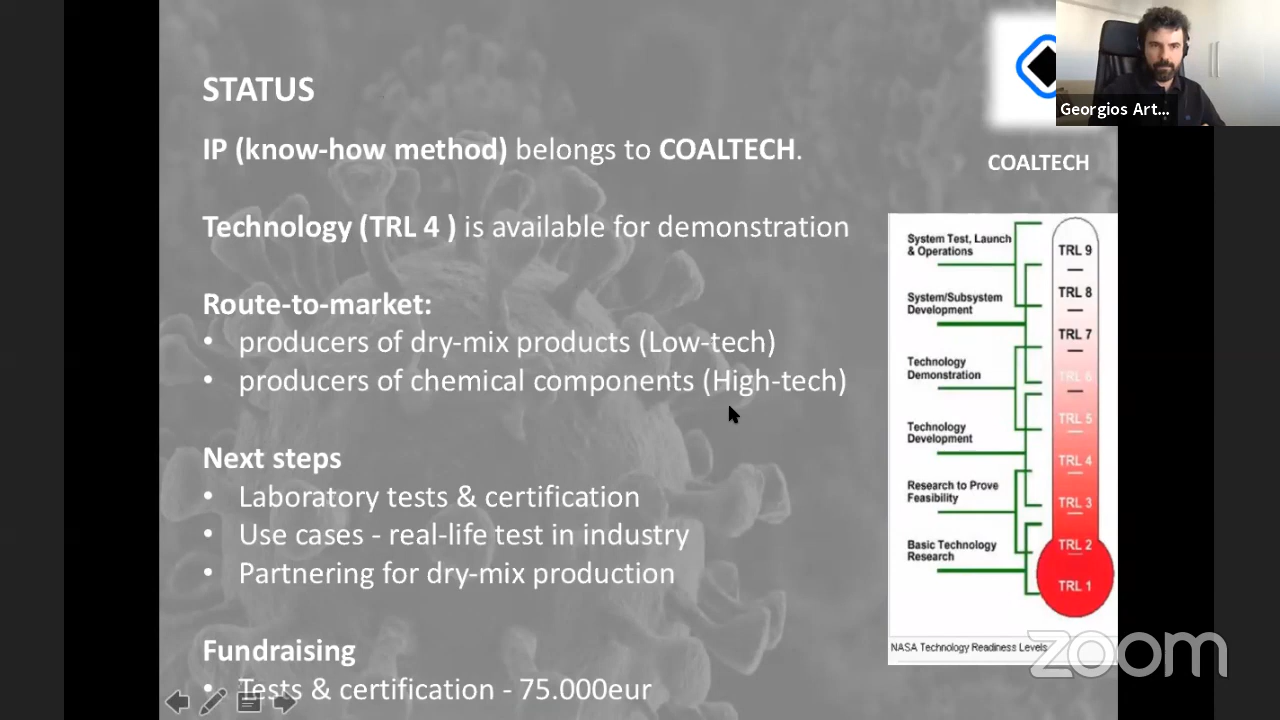 STATUS
IP (know-how method) belongs to COALTECH.
Technology (TRL 4 ) is available for demonstration
Route-to-market:
• producers of dry-mix products (Low-tech)
• producers of chemical components (High-tech)
Next steps
• Laboratory tests & certification
• Use cases - real-life test in industry
• Partnering for dry-mix production
Fundraising
• Tests & certification - 75.000eur
Georgios Art...
COALTECH
System Test, Launch
& Operations
System/Subsystem
Development
Technology
Demonstration
Technology
Development
Research to Prove
Feasibility
Basic Technology
Research
TRL 9
TRL 8
TRL 7
TRL 6
TRL 5
TRL 4
TRL 3
TRL 2
TRL 1
NASA Technology Readiness Levels
zoom